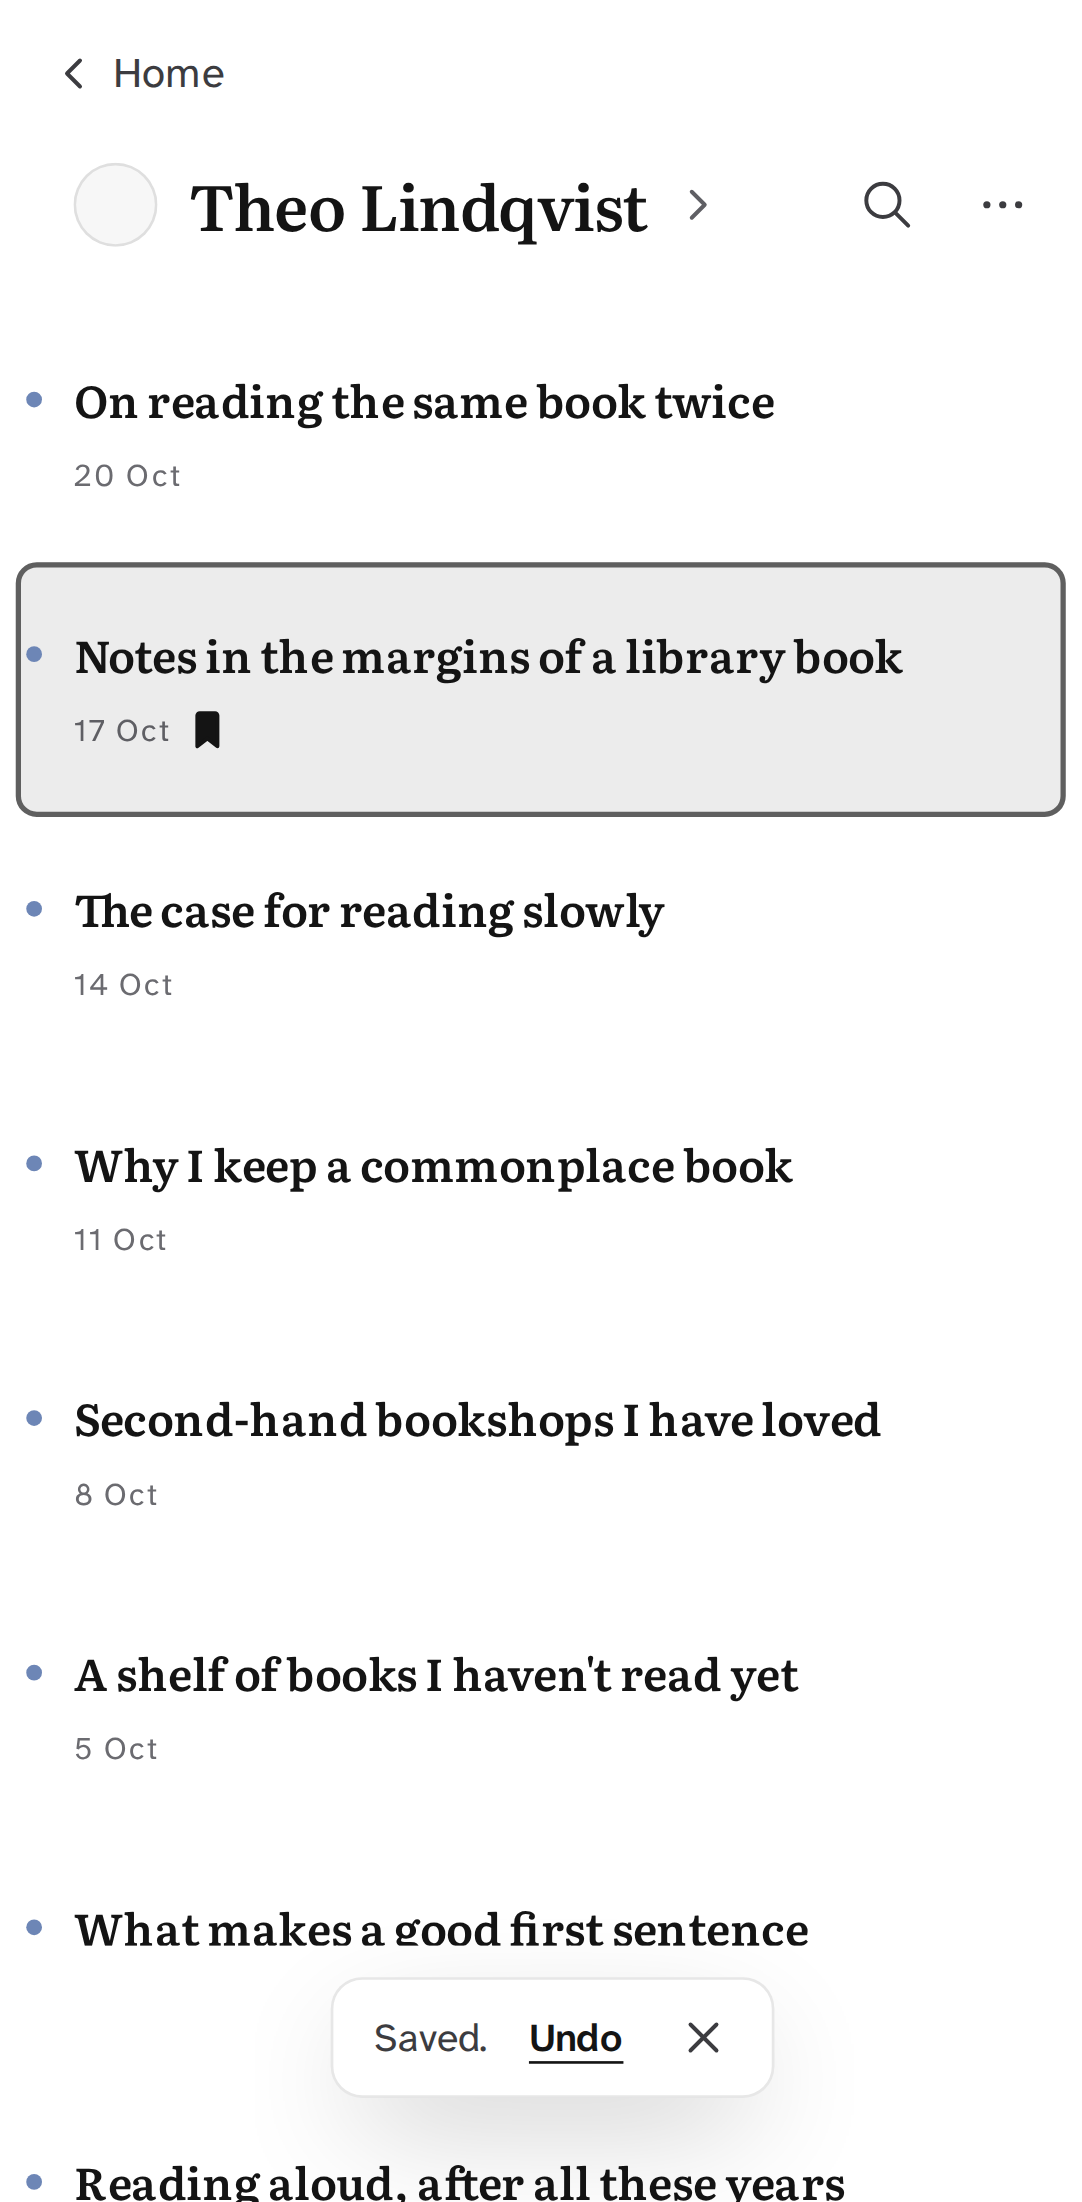 Home
Theo Lindqvist
On reading the same book twice
20 Oct
Notes in the margins of a library book
17 Oct
The case for reading slowly
14 Oct
Why I keep a commonplace book
11 Oct
Second-hand bookshops I have loved
8 Oct
A shelf of books I haven't read yet
5 Oct
What makes a good first sentence
Saved. Undo
Reading aloud, after all these years